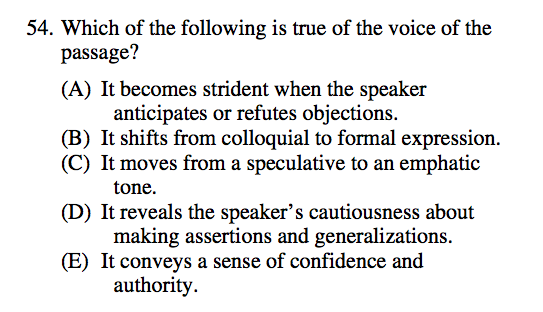 54. Which of the following is true of the voice of the
passage?
(A) It becomes strident when the speaker
anticipates or refutes objections.
(B) It shifts from colloquial to formal expression.
(C) It moves from a speculative to an emphatic
tone.
(D) It reveals the speaker's cautiousness about
making assertions and generalizations.
(E) It conveys a sense of confidence and
authority.